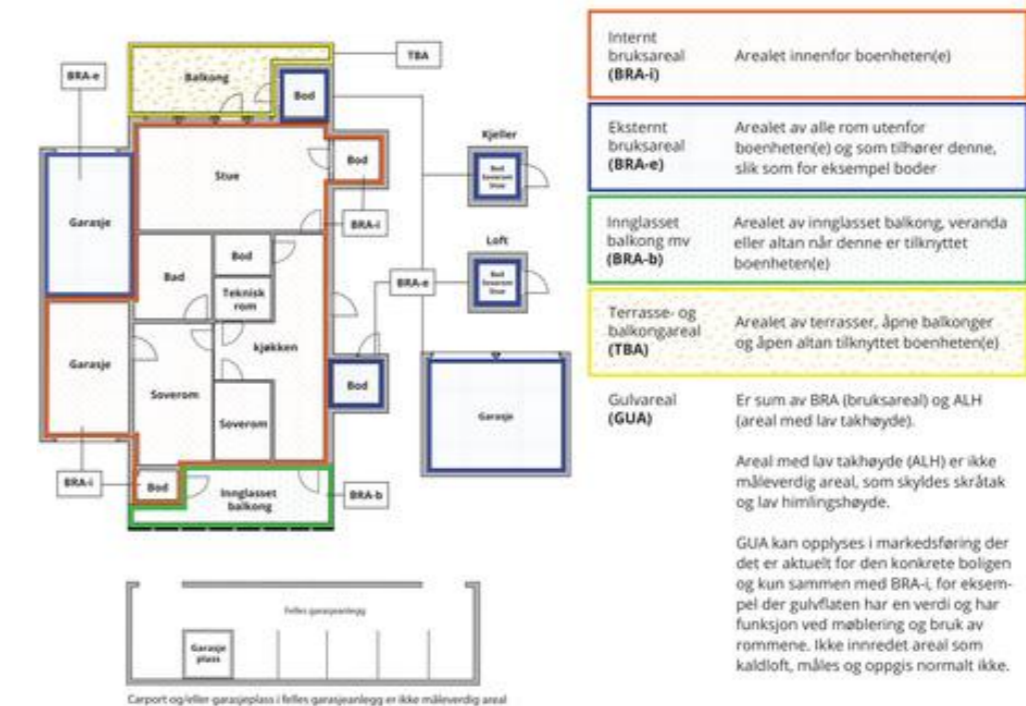 TBA
BRA-e
Balkong
Bod
Kjeller
Bod
Soverom
Stue
Stue
Bod
Garasje
BRA-i
Loft
Bod
Soverom
Stue
Bad
Bod
Teknisk
rom
BRA-e
kjøkken
Garasje
Soverom
Soverom
Bod
Garasje
BRA-i
Bod
Innglasset
balkong
BRA-b
Felles garasjeanlegg
Garasje
plass
Carport og/eller garasjeplass i felles garasjeanlegg er ikke måleverdig areal
Internt
bruksareal
(BRA-i)
Arealet innenfor boenheten(e)
Eksternt
bruksareal
(BRA-e)
Arealet av alle rom utenfor
boenheten(e) og som tilhører denne,
slik som for eksempel boder
Innglasset
balkong mv
(BRA-b)
Arealet av innglasset balkong, veranda
eller altan når denne er tilknyttet
boenheten(e)
Terrasse- og
balkongareal
(TBA)
Arealet av terrasser, åpne balkonger
og åpen altan tilknyttet boenheten(e)
Gulvareal
(GUA)
Er sum av BRA (bruksareal) og ALH
(areal med lav takhøyde).
Areal med lav takhøyde (ALH) er ikke
måleverdig areal, som skyldes skråtak
og lav himlingshøyde.
GUA kan opplyses i markedsføring der
det er aktuelt for den konkrete boligen
og kun sammen med BRA-i, for eksem-
pel der gulvflaten har en verdi og har
funksjon ved møblering og bruk av
rommene. Ikke innredet areal som
kaldloft, måles og oppgis normalt ikke.